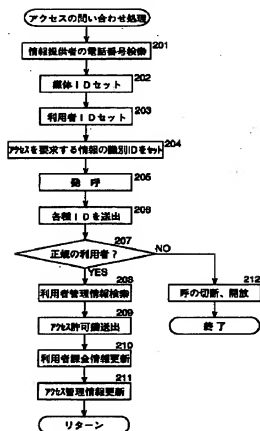 アクセスの問い合わせ処理
201
情報提供者の電話番号検索
202
媒体IDセット
203
利用者IDセット
204
アクセスを要求する情報の識別IDをセット
205
発呼
206
各種IDを送出
207
正規の利用者?
NO
YES
208
利用者管理情報検索
212
呼の切断、開放
209
アクセス許可鍵送出
終了
210
利用者課金情報更新
211
アクセス管理情報更新
リターン